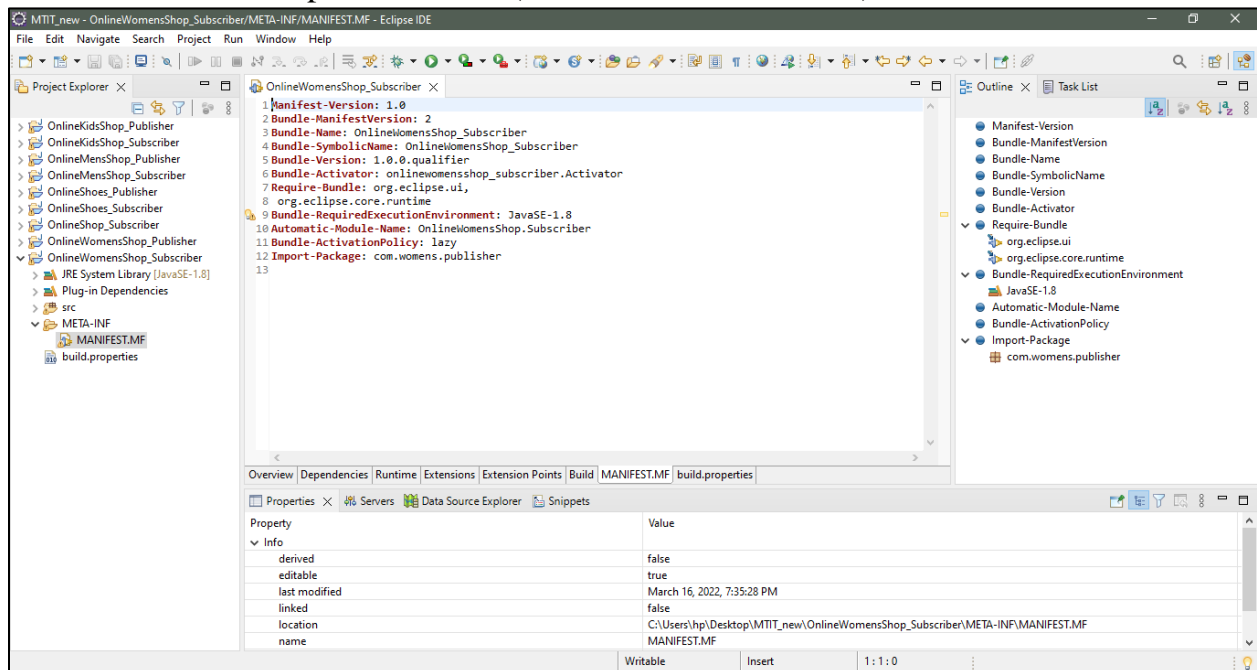 MTIT_new - OnlineWomensShop_Subscriber/META-INF/MANIFEST.MF - Eclipse IDE
File Edit Navigate Search Project Run Window Help
Project Explorer
OnlineKidsShop_Publisher
OnlineKidsShop_Subscriber
OnlineMensShop_Publisher
OnlineMensShop_Subscriber
OnlineShoes_Publisher
OnlineShoes_Subscriber
OnlineShop_Subscriber
OnlineWomensShop_Publisher
OnlineWomensShop_Subscriber
JRE System Library [JavaSE-1.8]
Plug-in Dependencies
src
META-INF
MANIFEST.MF
build.properties
OnlineWomensShop_Subscriber
1 Manifest-Version: 1.0
2 Bundle-ManifestVersion: 2
3 Bundle-Name: OnlineWomensShop_Subscriber
4 Bundle-SymbolicName: OnlineWomensShop_Subscriber
5 Bundle-Version: 1.0.0.qualifier
6 Bundle-Activator: onlinewomensshop_subscriber.Activator
7 Require-Bundle: org.eclipse.ui,
8 org.eclipse.core.runtime
9 Bundle-RequiredExecutionEnvironment: JavaSE-1.8
10 Automatic-Module-Name: OnlineWomensShop.Subscriber
11 Bundle-ActivationPolicy: lazy
12 Import-Package: com.womens.publisher
13
Overview Dependencies Runtime Extensions Extension Points Build MANIFEST.MF build.properties
Outline Task List
Manifest-Version
Bundle-ManifestVersion
Bundle-Name
Bundle-SymbolicName
Bundle-Version
Bundle-Activator
Require-Bundle
org.eclipse.ui
org.eclipse.core.runtime
Bundle-RequiredExecutionEnvironment
JavaSE-1.8
Automatic-Module-Name
Bundle-ActivationPolicy
Import-Package
com.womens.publisher
Properties Servers Data Source Explorer Snippets
Property Value
Info
derived false
editable true
last modified March 16, 2022, 7:35:28 PM
linked false
location C:\Users\hp\Desktop\MTIT_new\OnlineWomensShop_Subscriber\META-INF\MANIFEST.MF
name MANIFEST.MF
Writable Insert 1:1:0